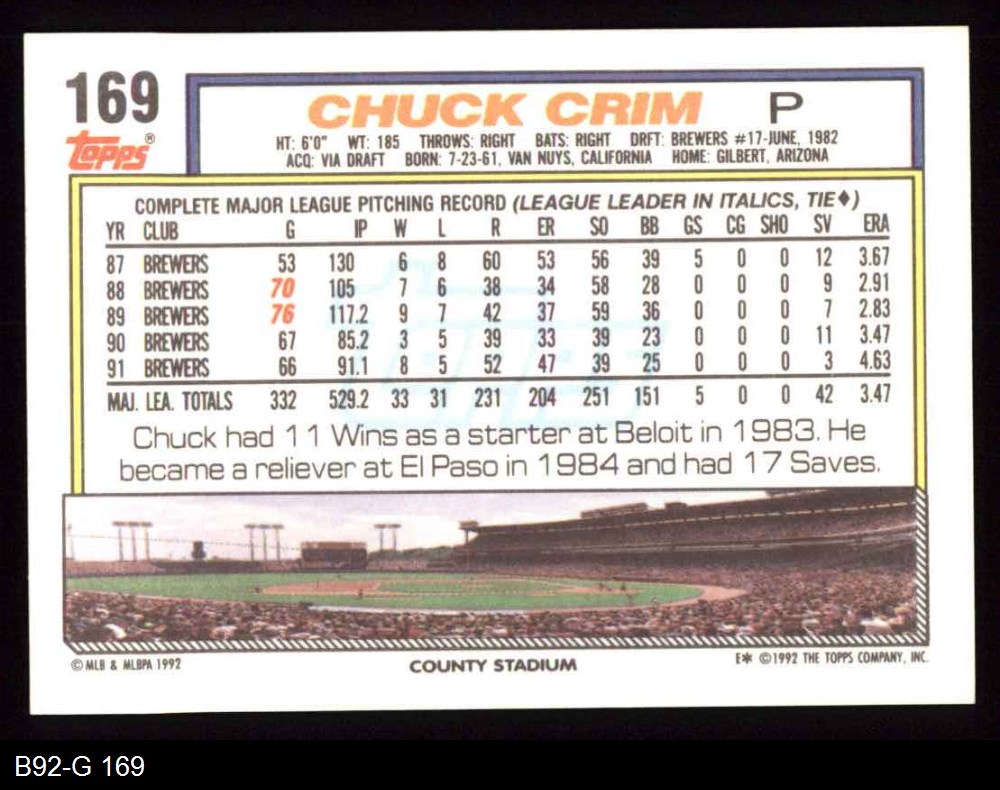 169
Topps®
CHUCK CRIM P
HT: 6'0" WT: 185 THROWS: RIGHT BATS: RIGHT DRFT: BREWERS #17-JUNE, 1982
ACQ: VIA DRAFT BORN: 7-23-61, VAN NUYS, CALIFORNIA HOME: GILBERT, ARIZONA
COMPLETE MAJOR LEAGUE PITCHING RECORD (LEAGUE LEADER IN ITALICS, TIE♦)
YR CLUB G IP W L R ER SO BB GS CG SHO SV ERA
87 BREWERS 53 130 6 8 60 53 56 39 5 0 0 12 3.67
88 BREWERS 70 105 7 6 38 34 58 28 0 0 0 9 2.91
89 BREWERS 76 117.2 9 7 42 37 59 36 0 0 0 7 2.83
90 BREWERS 67 85.2 3 5 39 33 39 23 0 0 0 11 3.47
91 BREWERS 66 91.1 8 5 52 47 39 25 0 0 0 3 4.63
MAJ. LEA. TOTALS 332 529.2 33 31 231 204 251 151 5 0 0 42 3.47
Topps
Chuck had 11 Wins as a starter at Beloit in 1983. He
became a reliever at El Paso in 1984 and had 17 Saves.
© MLB & MLBPA 1992
COUNTY STADIUM
E* ©1992 THE TOPPS COMPANY, INC.
B92-G 169